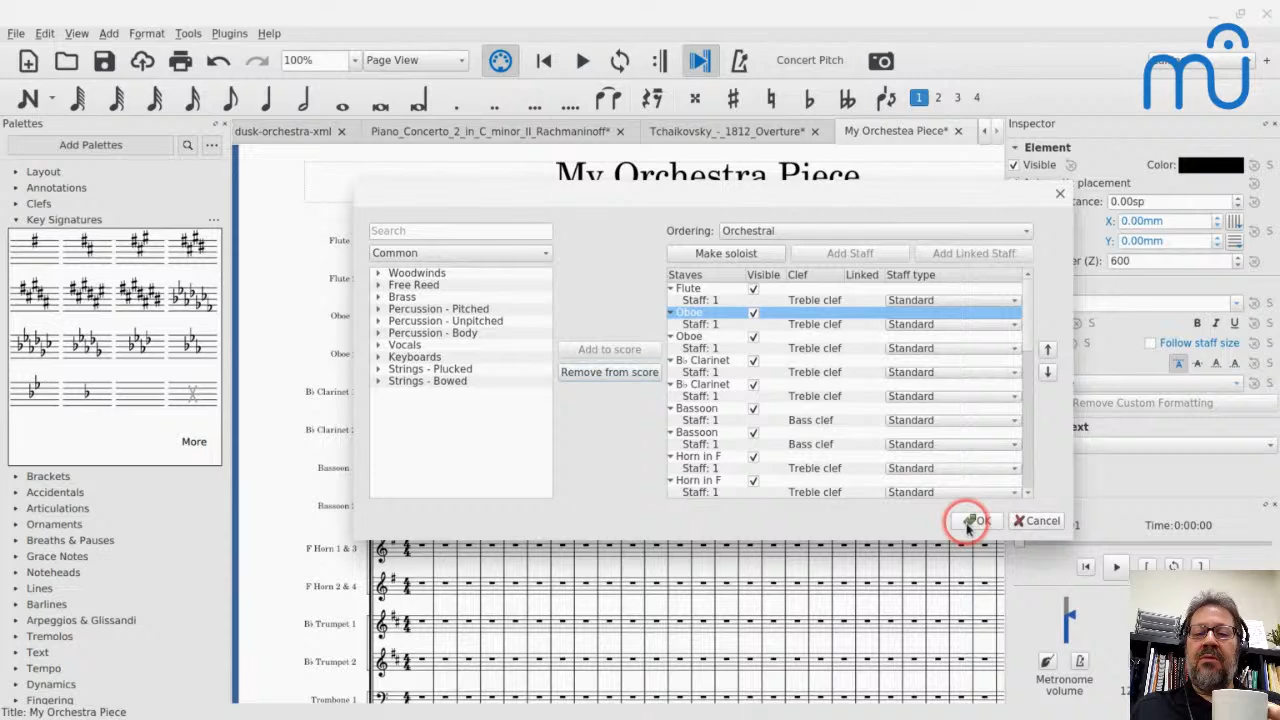 File Edit View Add Format Tools Plugins Help
100% Page View Concert Pitch
1 2 3 4
Palettes
dusk-orchestra-xml Piano_Concerto_2_in_C_minor_II_Rachmaninoff* Tchaikovsky_-_1812_Overture* My Orchestea Piece*
Inspector
Add Palettes
Element
Visible Color:
Layout
Annotations
Clefs
Key Signatures
More
Brackets
Accidentals
Articulations
Ornaments
Breaths & Pauses
Grace Notes
Noteheads
Lines
Barlines
Arpeggios & Glissandi
Tremolos
Text
Tempo
Dynamics
Fingering
Title: My Orchestra Piece
My Orchestra Piece
Flute
Flute
Oboe
Oboe
B♭ Clarinet
B♭ Clarinet
Bassoon
Bassoon
F Horn 1 & 3
F Horn 2 & 4
B♭ Trumpet 1
B♭ Trumpet 2
Trombone 1
Search
Common
Woodwinds
Free Reed
Brass
Percussion - Pitched
Percussion - Unpitched
Percussion - Body
Vocals
Keyboards
Strings - Plucked
Strings - Bowed
Add to score
Remove from score
Ordering: Orchestral
Make soloist Add Staff Add Linked Staff
Staves Visible Clef Linked Staff type
Flute
Staff: 1 Treble clef Standard
Oboe
Staff: 1 Treble clef Standard
Oboe
Staff: 1 Treble clef Standard
B♭ Clarinet
Staff: 1 Treble clef Standard
B♭ Clarinet
Staff: 1 Treble clef Standard
Bassoon
Staff: 1 Bass clef Standard
Bassoon
Staff: 1 Bass clef Standard
Horn in F
Staff: 1 Treble clef Standard
Horn in F
Staff: 1 Treble clef Standard
OK Cancel
placement
0.00sp
X: 0.00mm
Y: 0.00mm
(Z): 600
B I U
Follow staff size
Remove Custom Formatting
Time:0:00:00
Metronome
volume